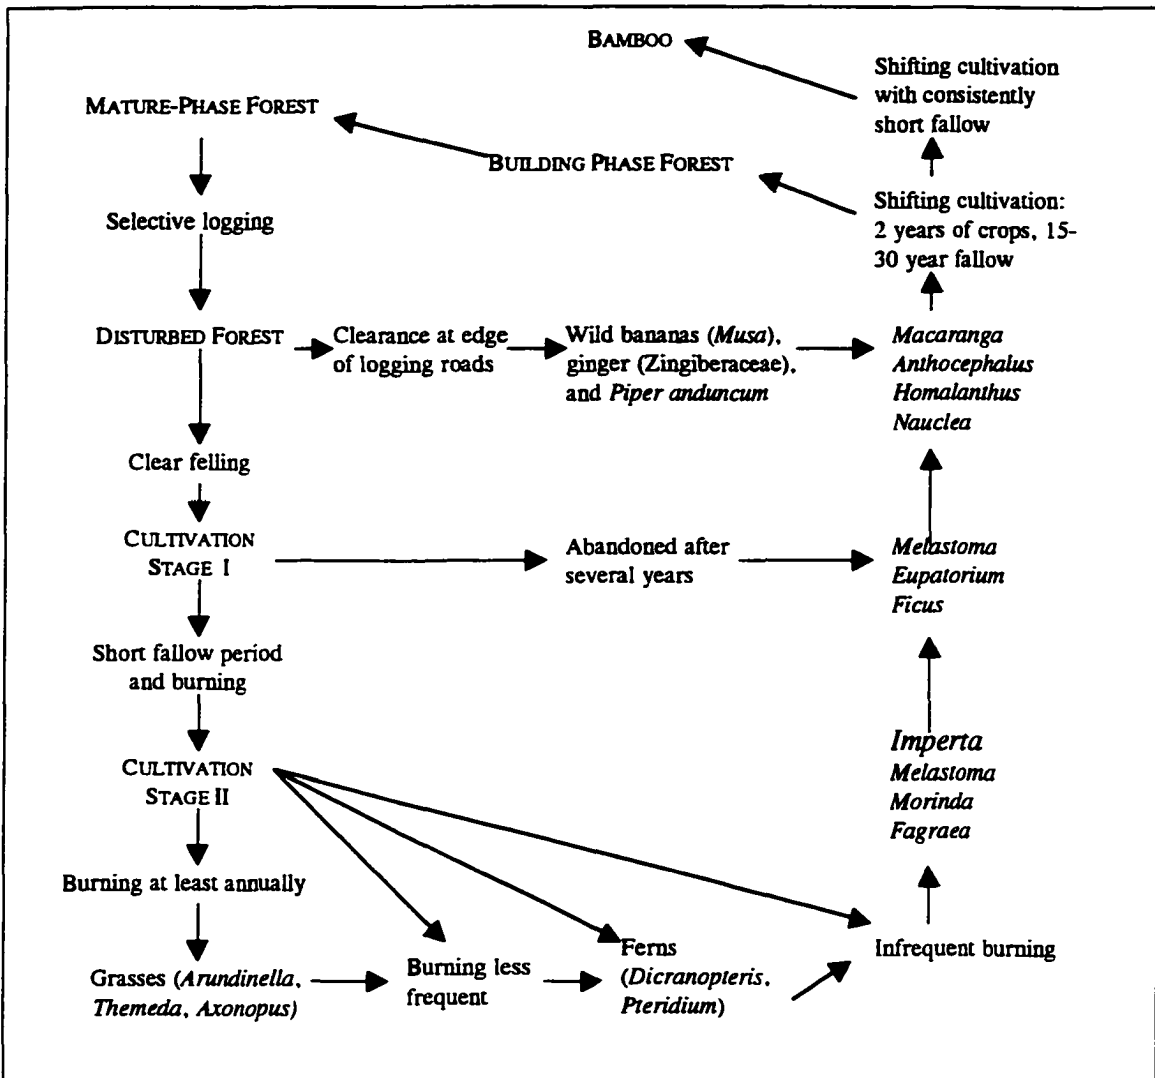 BAMBOO
Shifting cultivation
with consistently
short fallow
MATURE-PHASE FOREST
BUILDING PHASE FOREST
Shifting cultivation:
2 years of crops, 15-
30 year fallow
Selective logging
DISTURBED FOREST
Clearance at edge
of logging roads
Wild bananas (Musa),
ginger (Zingiberaceae),
and Piper anduncum
Macaranga
Anthocephalus
Homalanthus
Nauclea
Clear felling
CULTIVATION
STAGE I
Abandoned after
several years
Melastoma
Eupatorium
Ficus
Short fallow period
and burning
CULTIVATION
STAGE II
Imperta
Melastoma
Morinda
Fagraea
Burning at least annually
Grasses (Arundinella,
Themeda, Axonopus)
Burning less
frequent
Ferns
(Dicranopteris,
Pteridium)
Infrequent burning